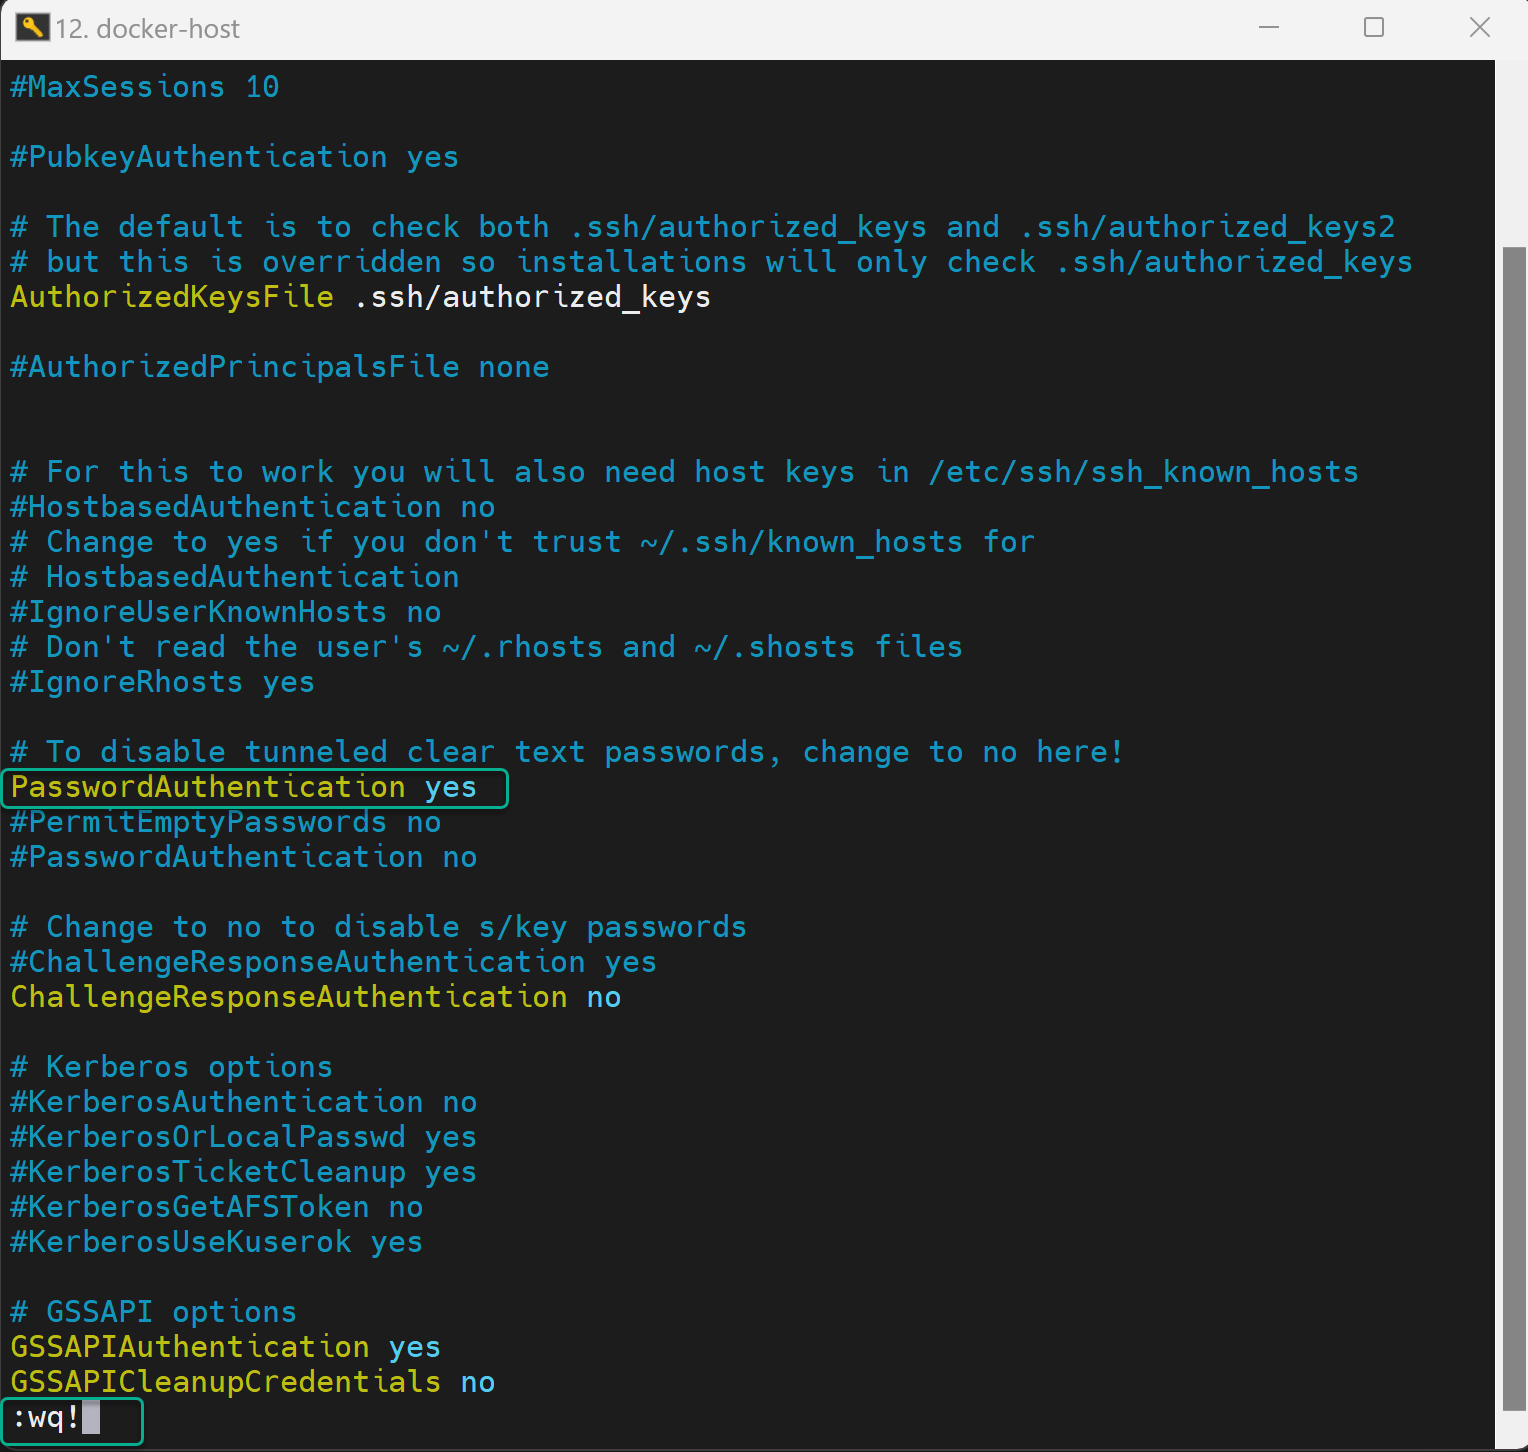 12. docker-host
#MaxSessions 10
#PubkeyAuthentication yes
# The default is to check both .ssh/authorized_keys and .ssh/authorized_keys2
# but this is overridden so installations will only check .ssh/authorized_keys
AuthorizedKeysFile .ssh/authorized_keys
#AuthorizedPrincipalsFile none
# For this to work you will also need host keys in /etc/ssh/ssh_known_hosts
#HostbasedAuthentication no
# Change to yes if you don't trust ~/.ssh/known_hosts for
# HostbasedAuthentication
#IgnoreUserKnownHosts no
# Don't read the user's ~/.rhosts and ~/.shosts files
#IgnoreRhosts yes
# To disable tunneled clear text passwords, change to no here!
PasswordAuthentication yes
#PermitEmptyPasswords no
#PasswordAuthentication no
# Change to no to disable s/key passwords
#ChallengeResponseAuthentication yes
ChallengeResponseAuthentication no
# Kerberos options
#KerberosAuthentication no
#KerberosOrLocalPasswd yes
#KerberosTicketCleanup yes
#KerberosGetAFSToken no
#KerberosUseKuserok yes
# GSSAPI options
GSSAPIAuthentication yes
GSSAPICleanupCredentials no
:wq!